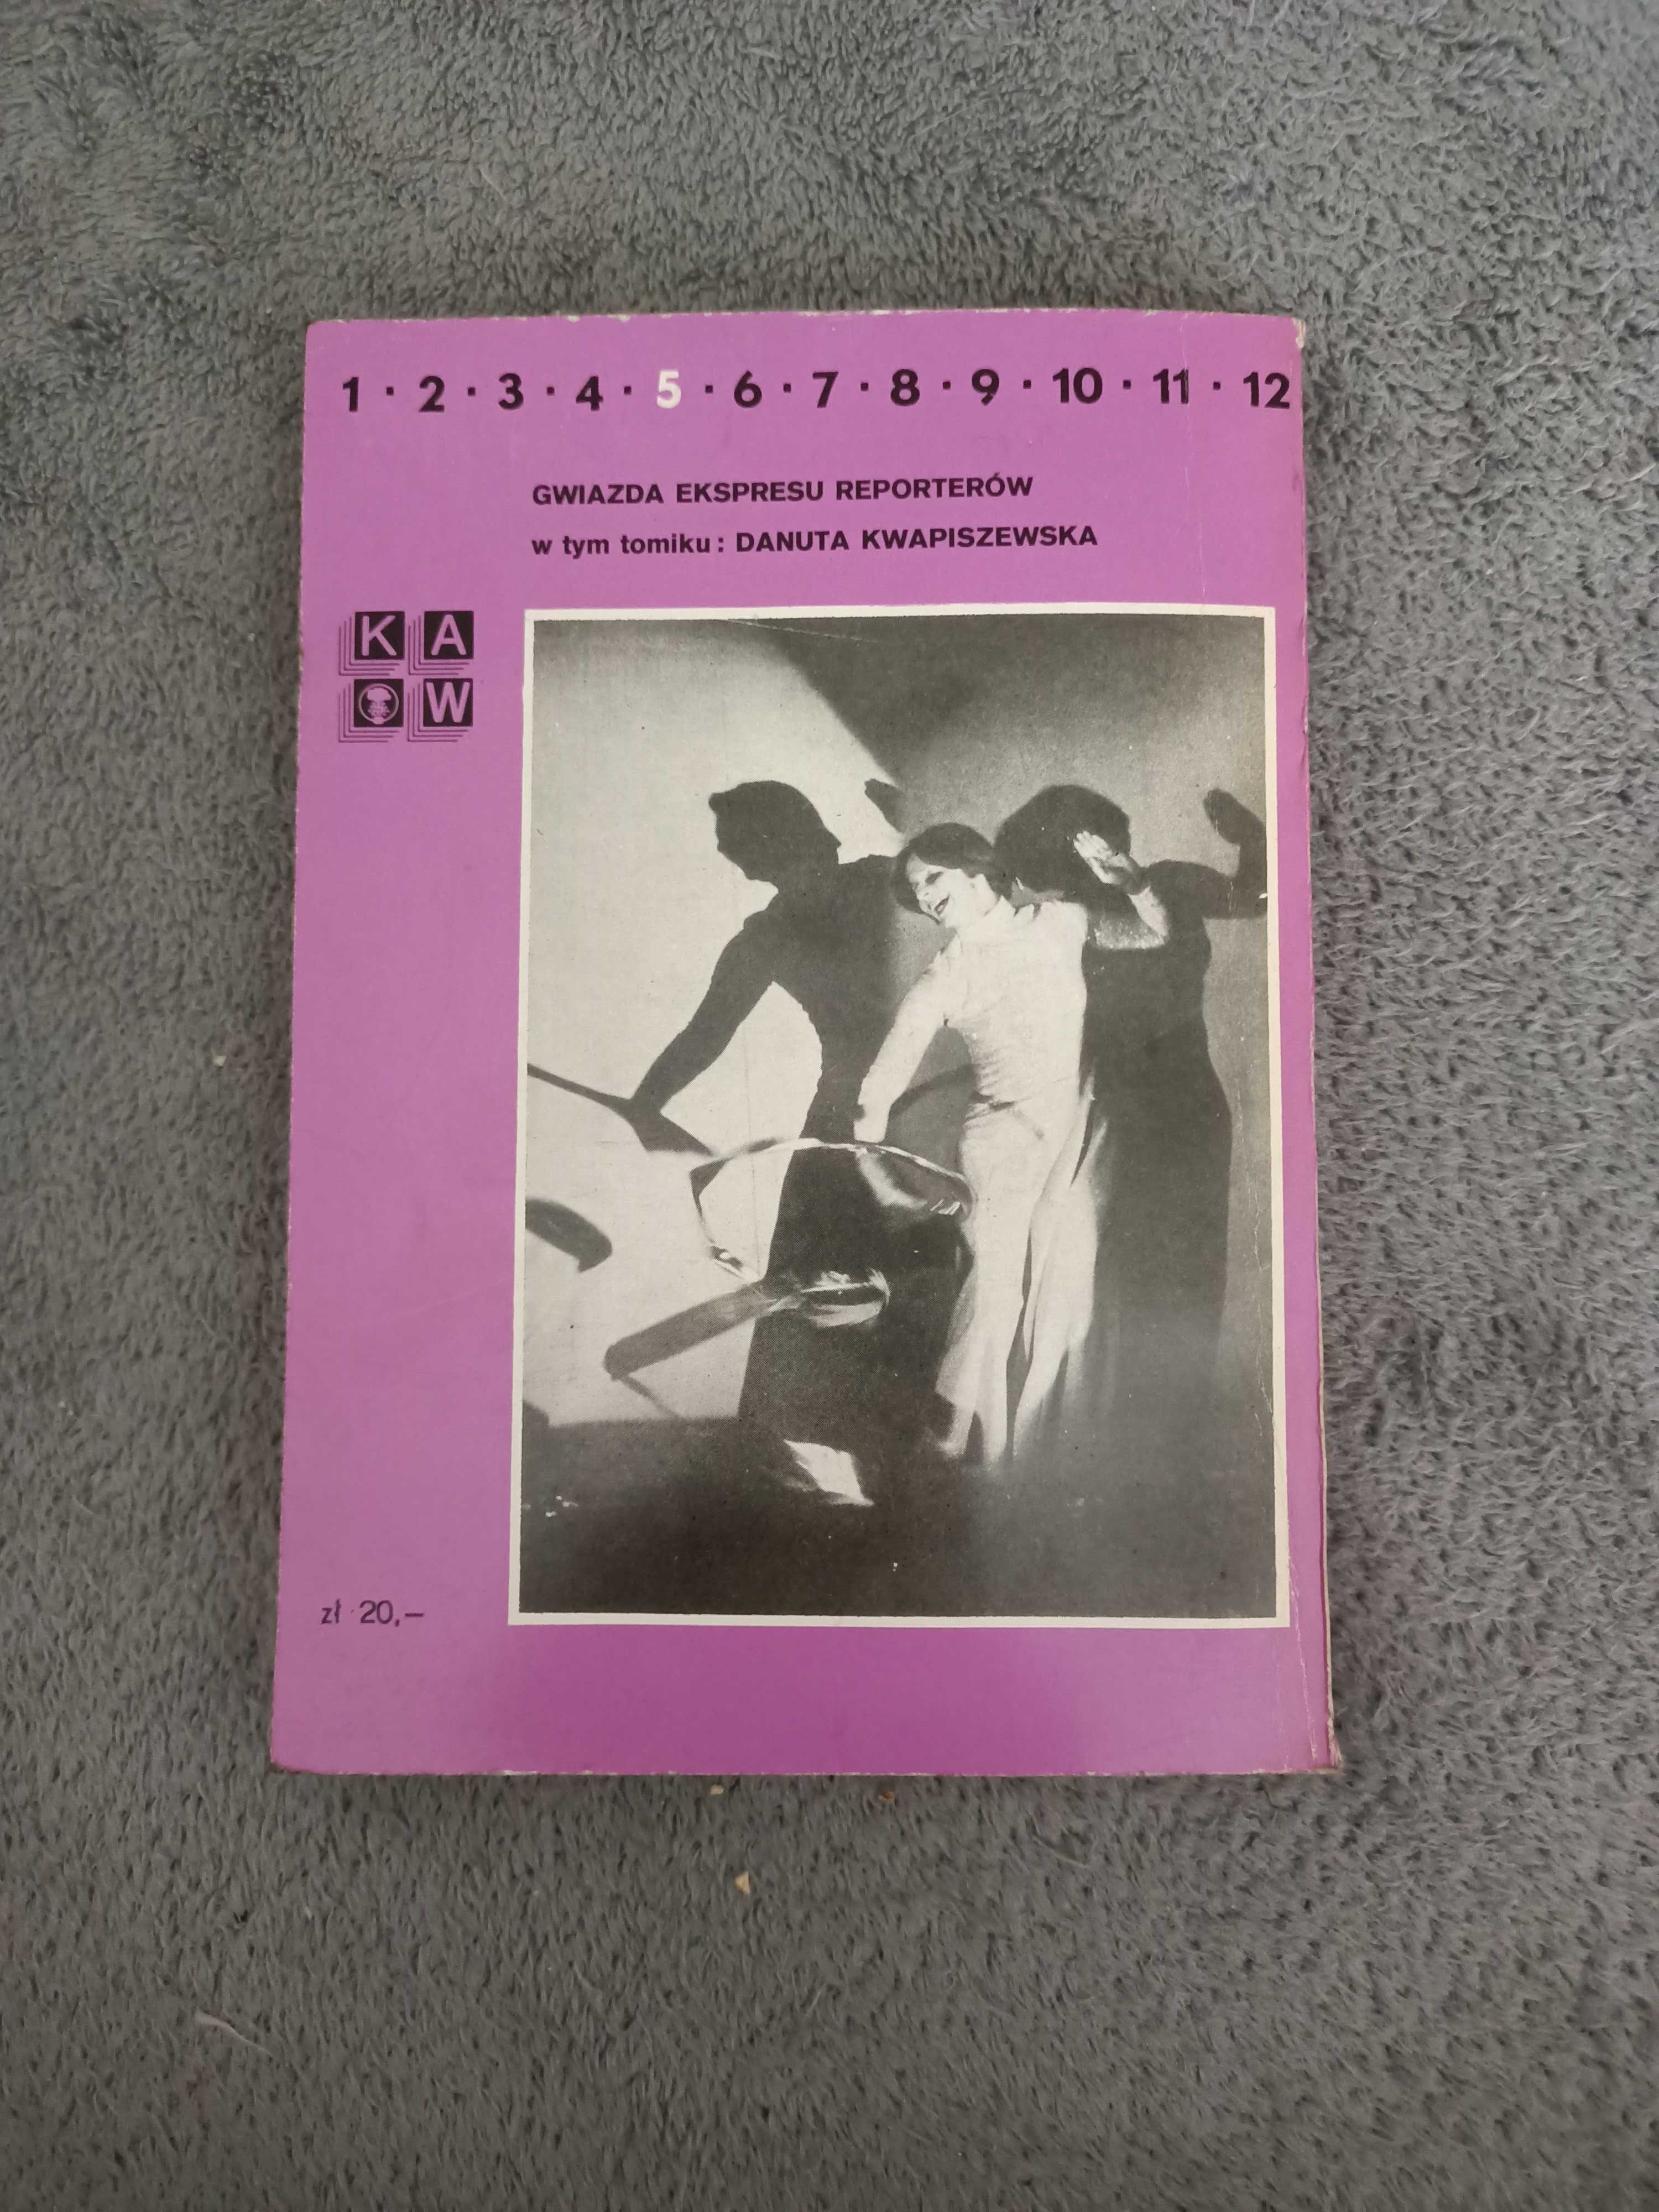 1 · 2 · 3 · 4 · 5 · 6 · 7 · 8 · 9 · 10 · 11 · 12
GWIAZDA EKSPRESU REPORTERÓW
w tym tomiku: DANUTA KWAPISZEWSKA
K A
W
zł 20,—